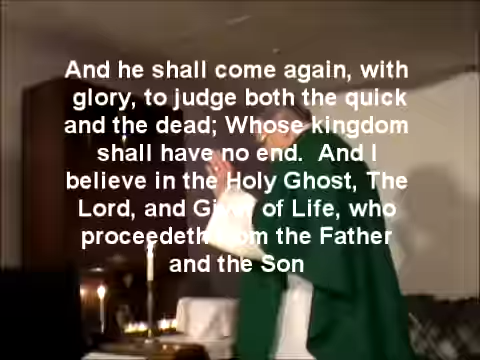 And he shall come again, with
glory, to judge both the quick
and the dead; Whose kingdom
shall have no end. And I
believe in the Holy Ghost, The
Lord, and Giver of Life, who
proceedeth from the Father
and the Son